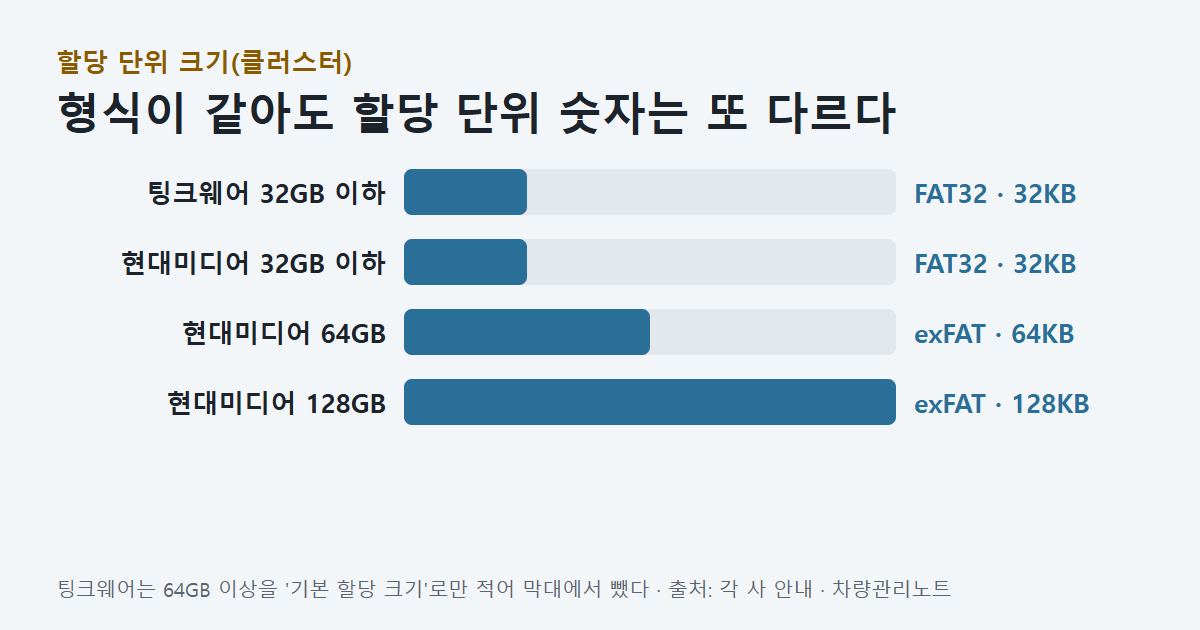 할당 단위 크기(클러스터)
형식이 같아도 할당 단위 숫자는 또 다르다
팅크웨어 32GB 이하 FAT32 · 32KB
현대미디어 32GB 이하 FAT32 · 32KB
현대미디어 64GB exFAT · 64KB
현대미디어 128GB exFAT · 128KB
팅크웨어는 64GB 이상을 '기본 할당 크기'로만 적어 막대에서 뺐다 · 출처: 각 사 안내 · 차량관리노트